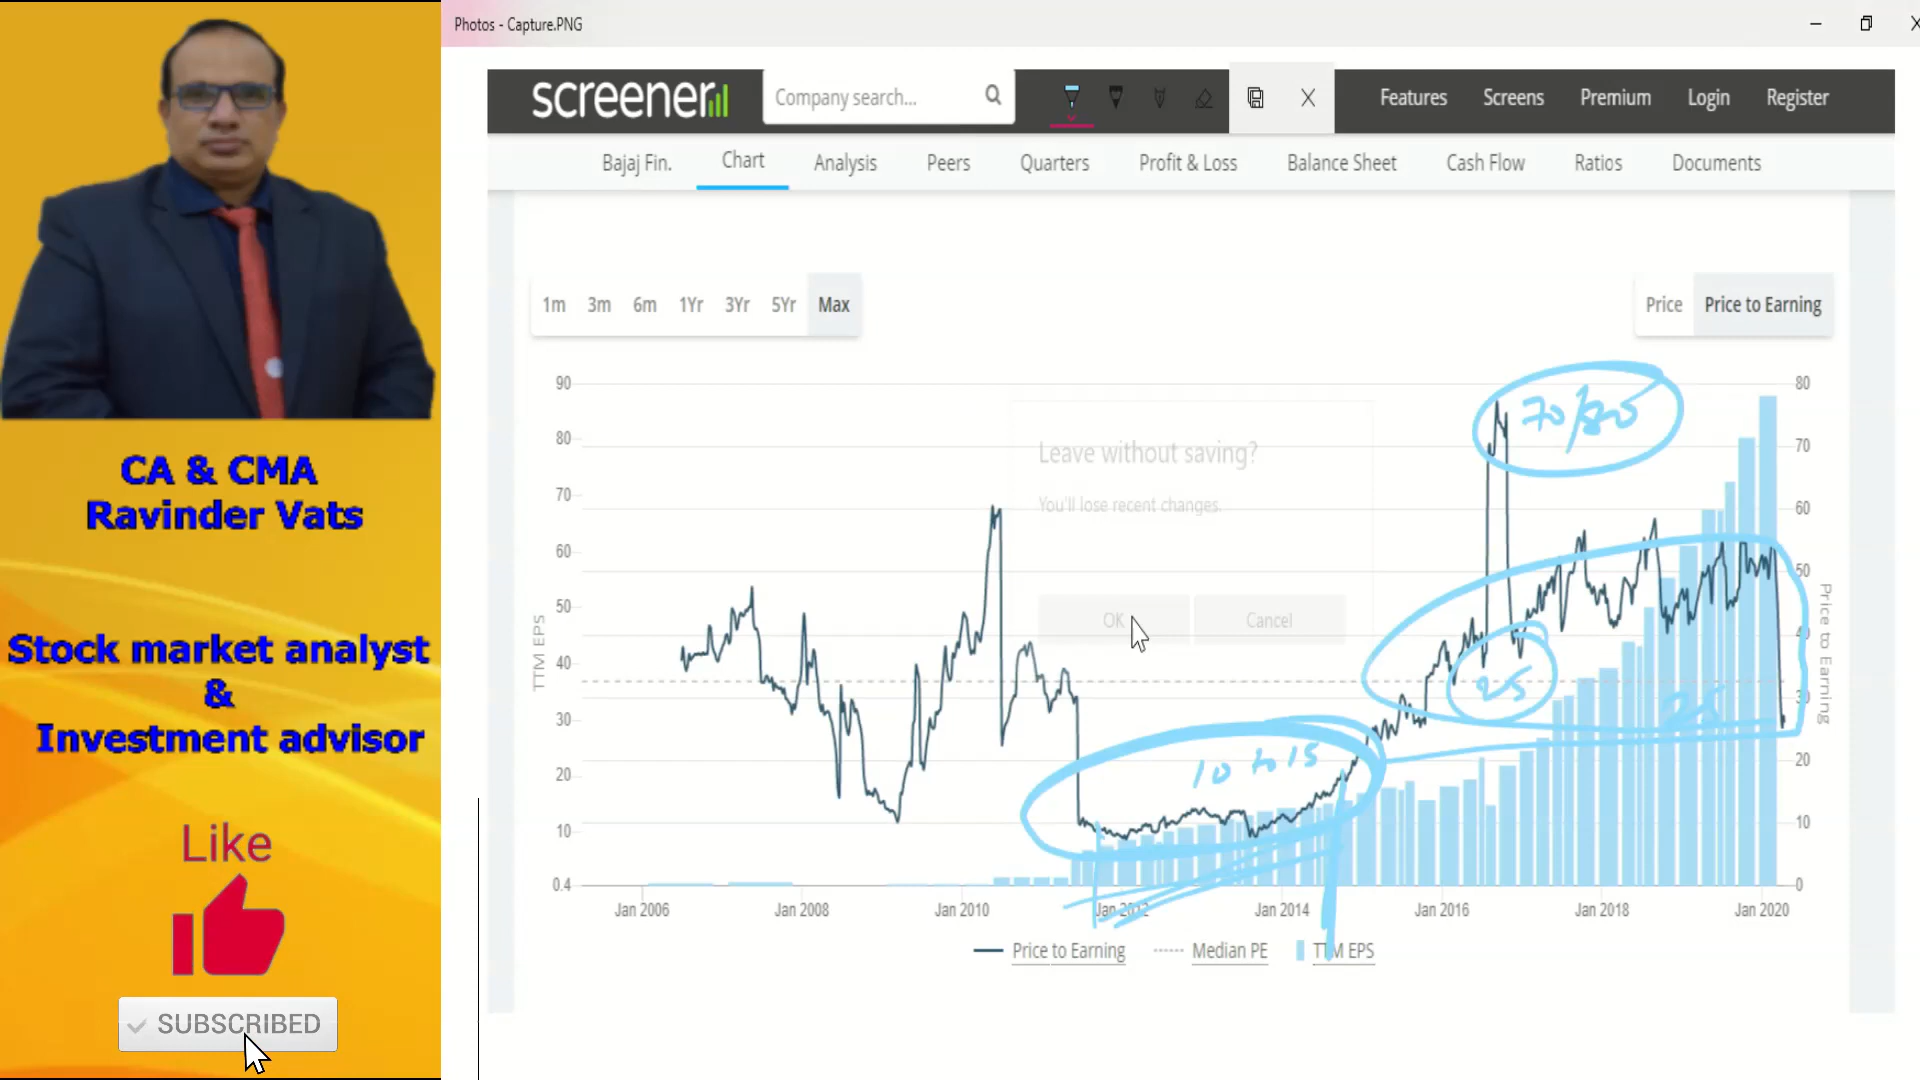 Photos - Capture.PNG
screener
Company search...
Features Screens Premium Login Register
Bajaj Fin. Chart Analysis Peers Quarters Profit & Loss Balance Sheet Cash Flow Ratios Documents
1m 3m 6m 1Yr 3Yr 5Yr Max
Price Price to Earning
CA & CMA
Ravinder Vats
Stock market analyst
&
Investment advisor
Like
SUBSCRIBED
90
80
70
60
50
40
30
20
10
0.4
TTM EPS
Leave without saving?
You'll lose recent changes.
OK Cancel
70/80
25
25
10 to 15
80
70
60
50
40
30
20
10
0
Price to Earning
Jan 2006 Jan 2008 Jan 2010 Jan 2012 Jan 2014 Jan 2016 Jan 2018 Jan 2020
Price to Earning Median PE TTM EPS